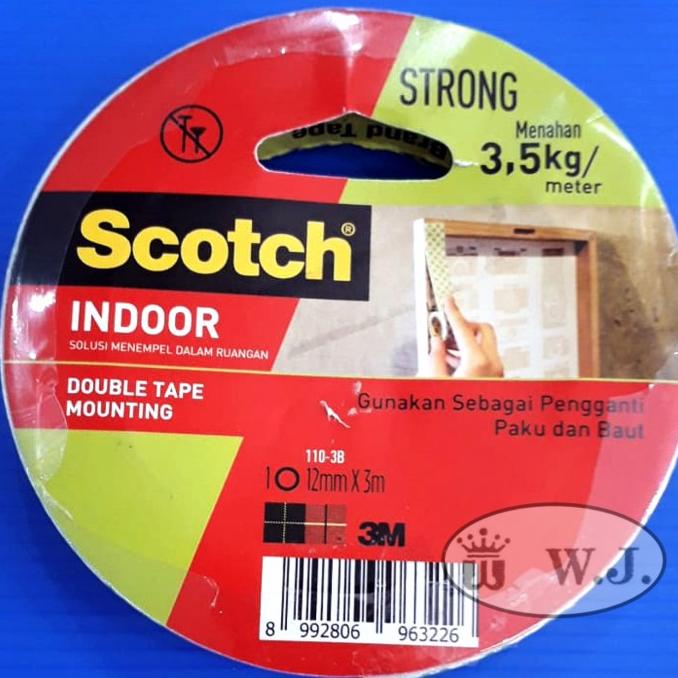 STRONG
Menahan
3,5kg/
meter
Brand Tape
Scotch®
INDOOR
SOLUSI MENEMPEL DALAM RUANGAN
DOUBLE TAPE
MOUNTING
Gunakan Sebagai Pengganti
Paku dan Baut
110-3B
1 12mm X 3m
3M
8 992806 963226
W.J.